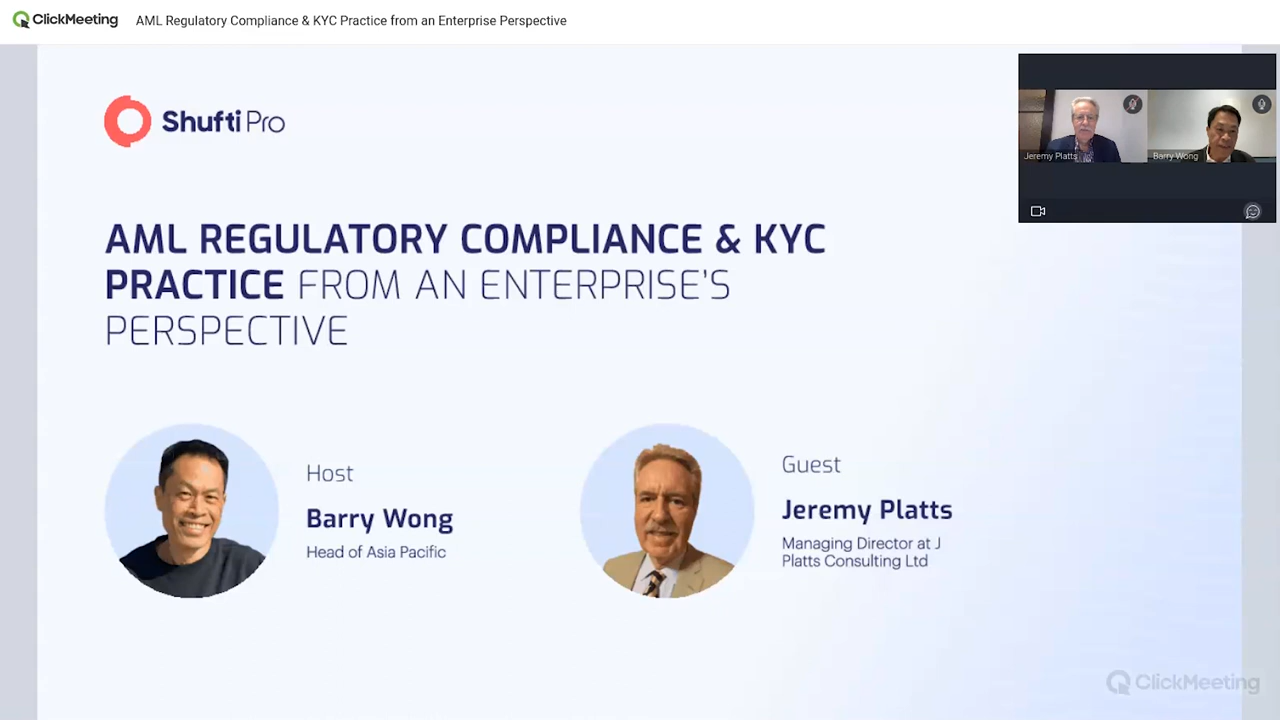 ClickMeeting
AML Regulatory Compliance & KYC Practice from an Enterprise Perspective
Shufti Pro
Jeremy Platts
Barry Wong
AML REGULATORY COMPLIANCE & KYC
PRACTICE FROM AN ENTERPRISE'S
PERSPECTIVE
Host
Barry Wong
Head of Asia Pacific
Guest
Jeremy Platts
Managing Director at J
Platts Consulting Ltd
ClickMeeting